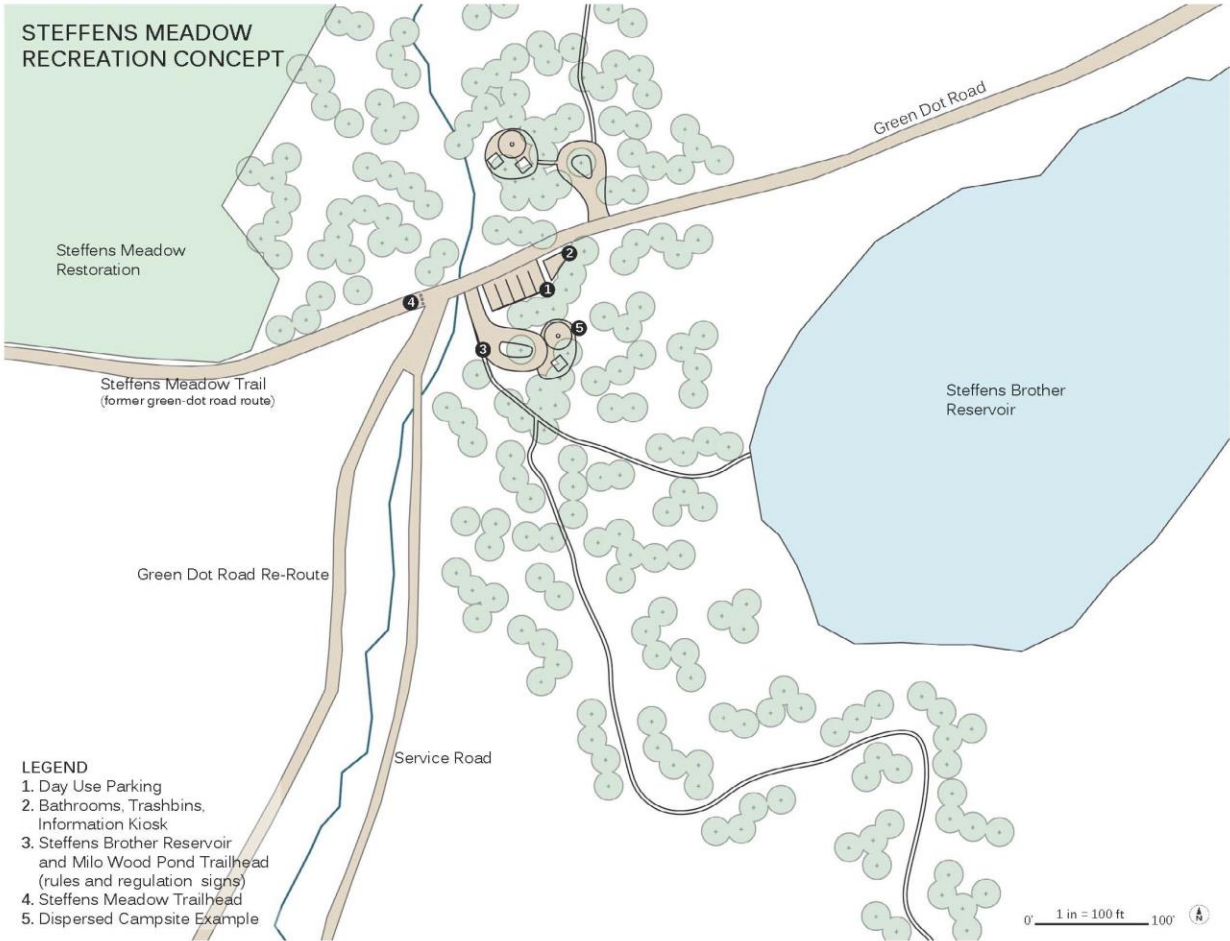 STEFFENS MEADOW
RECREATION CONCEPT
Green Dot Road
Steffens Meadow
Restoration
2
1
4
5
3
Steffens Meadow Trail
(former green-dot road route)
Steffens Brother
Reservoir
Green Dot Road Re-Route
Service Road
LEGEND
1. Day Use Parking
2. Bathrooms, Trashbins,
Information Kiosk
3. Steffens Brother Reservoir
and Milo Wood Pond Trailhead
(rules and regulation signs)
4. Steffens Meadow Trailhead
5. Dispersed Campsite Example
0' 1 in = 100 ft 100'
N